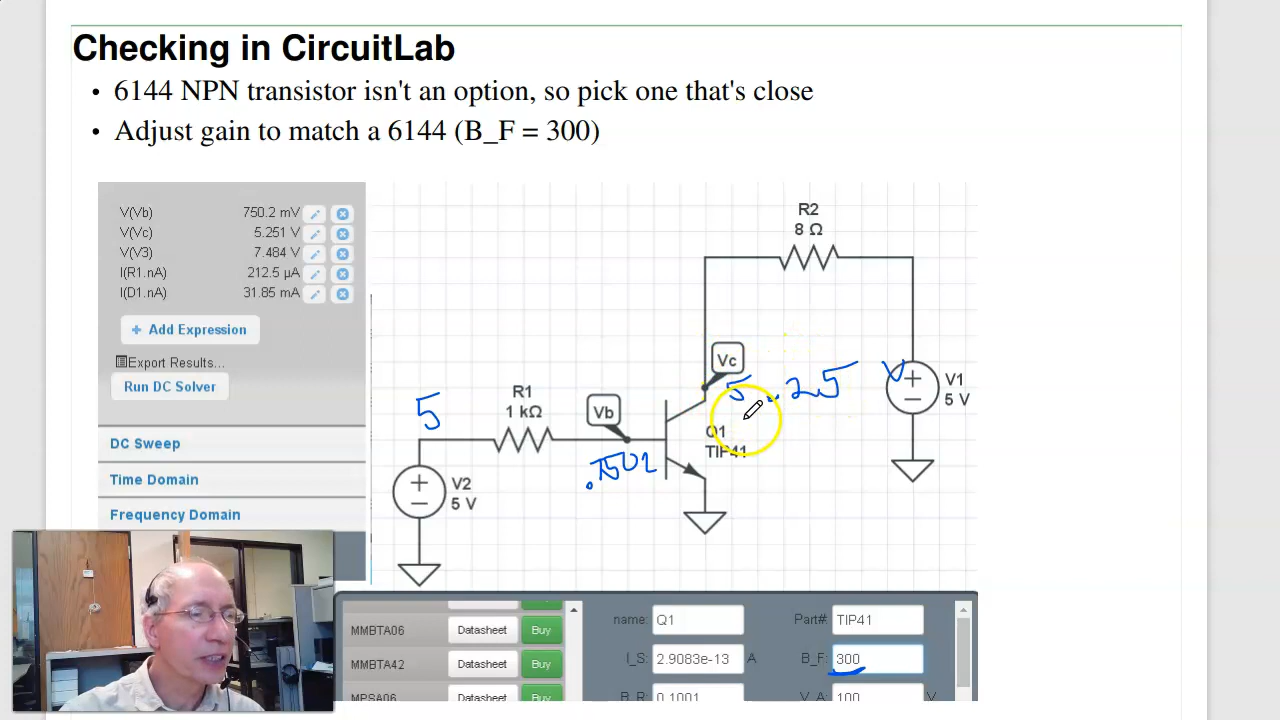 Checking in CircuitLab
• 6144 NPN transistor isn't an option, so pick one that's close
• Adjust gain to match a 6144 (B_F = 300)
V(Vb) 750.2 mV
V(Vc) 5.251 V
V(V3) 7.484 V
I(R1.nA) 212.5 µA
I(D1.nA) 31.85 mA
+ Add Expression
Export Results...
Run DC Solver
DC Sweep
Time Domain
Frequency Domain
R2
8 Ω
Vc
5.25 V
V1
5 V
R1
1 kΩ
Vb
5
.7502
Q1
TIP41
V2
5 V
MMBTA06 Datasheet Buy
MMBTA42 Datasheet Buy
MPSA06 Datasheet Buy
name: Q1 Part#: TIP41
I_S: 2.9083e-13 A B_F: 300
B_R: 0.1001 V_A: 100 V